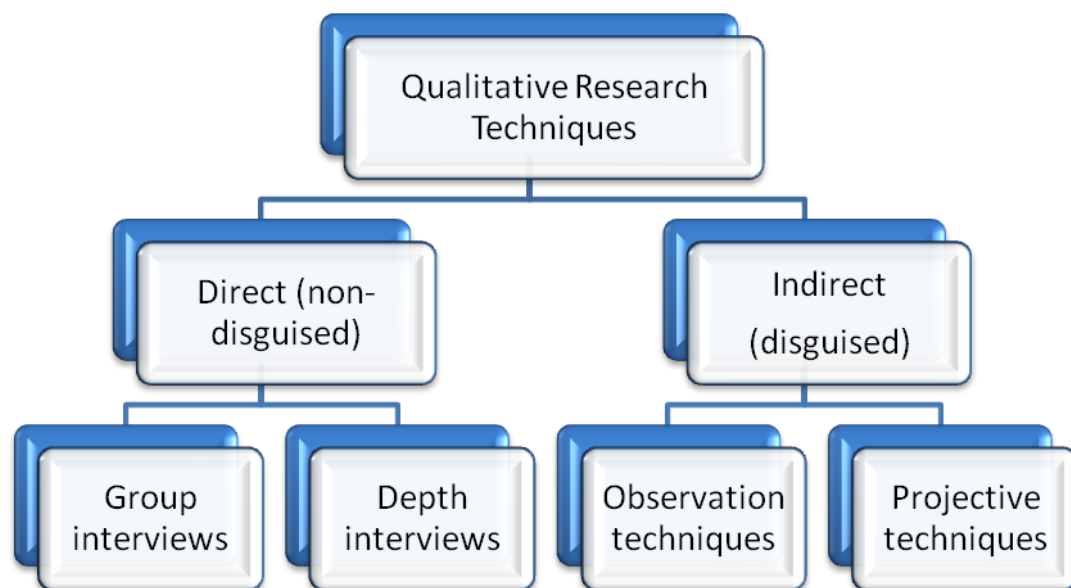 Qualitative Research
Techniques
Direct (non-
disguised)
Indirect
(disguised)
Group
interviews
Depth
interviews
Observation
techniques
Projective
techniques